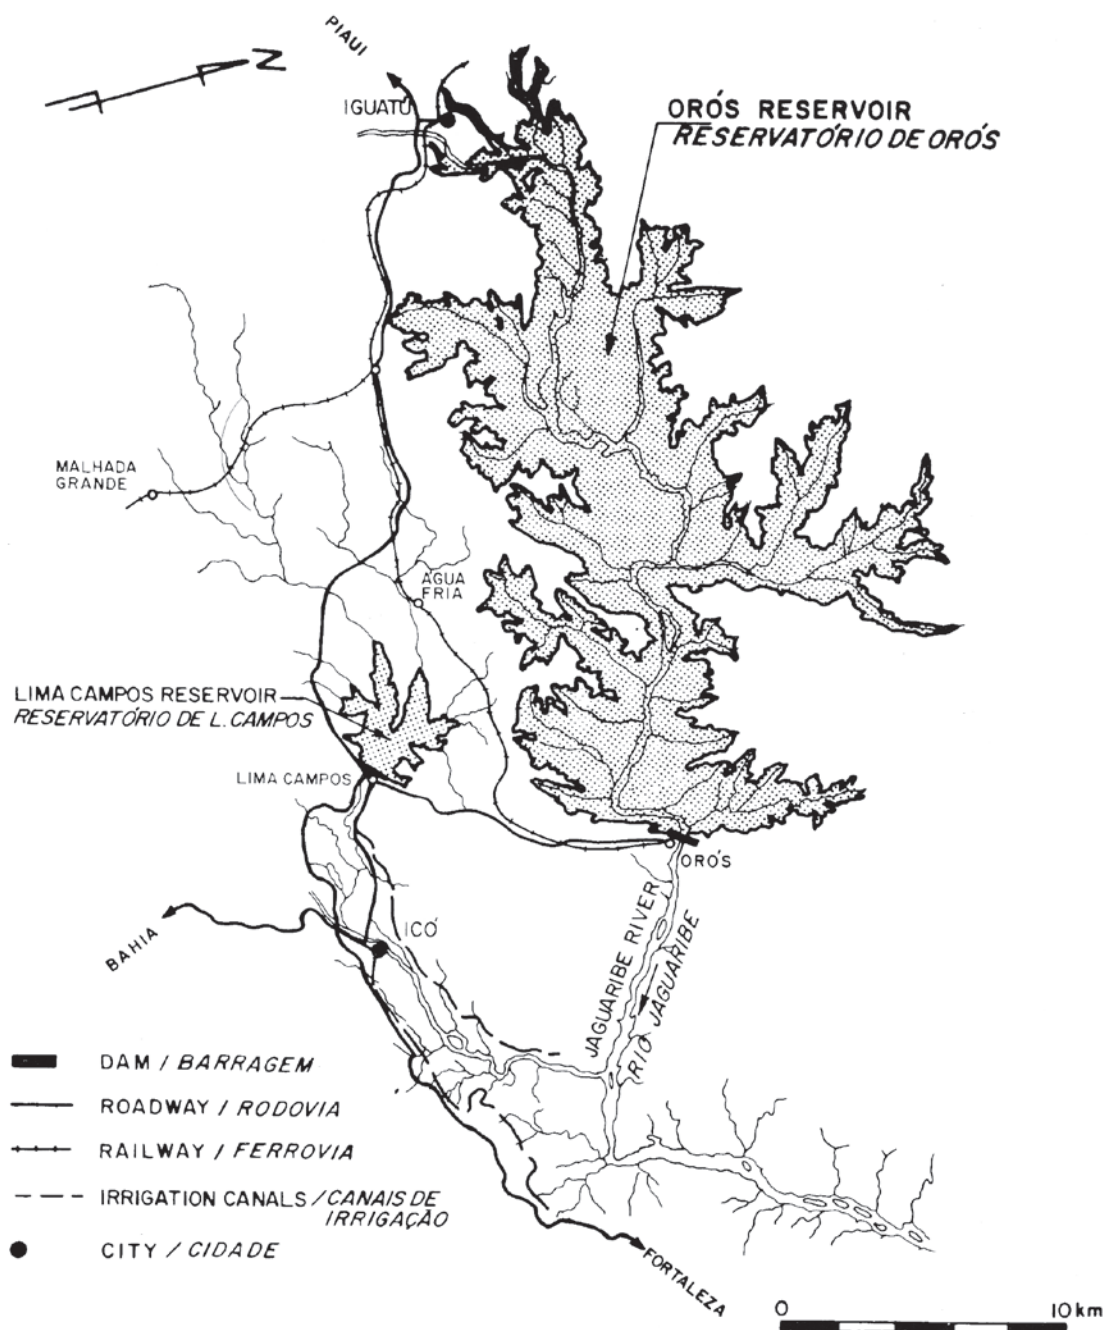 PIAUI
N
IGUATÚ
ORÓS RESERVOIR
RESERVATÓRIO DE ORÓS
MALHADA
GRANDE
AGUA
FRIA
LIMA CAMPOS RESERVOIR
RESERVATÓRIO DE L. CAMPOS
LIMA CAMPOS
ORÓS
ICÓ
BAHIA
JAGUARIBE RIVER
RIO JAGUARIBE
DAM / BARRAGEM
ROADWAY / RODOVIA
RAILWAY / FERROVIA
IRRIGATION CANALS / CANAIS DE
IRRIGAÇÃO
CITY / CIDADE
FORTALEZA
0 10 km